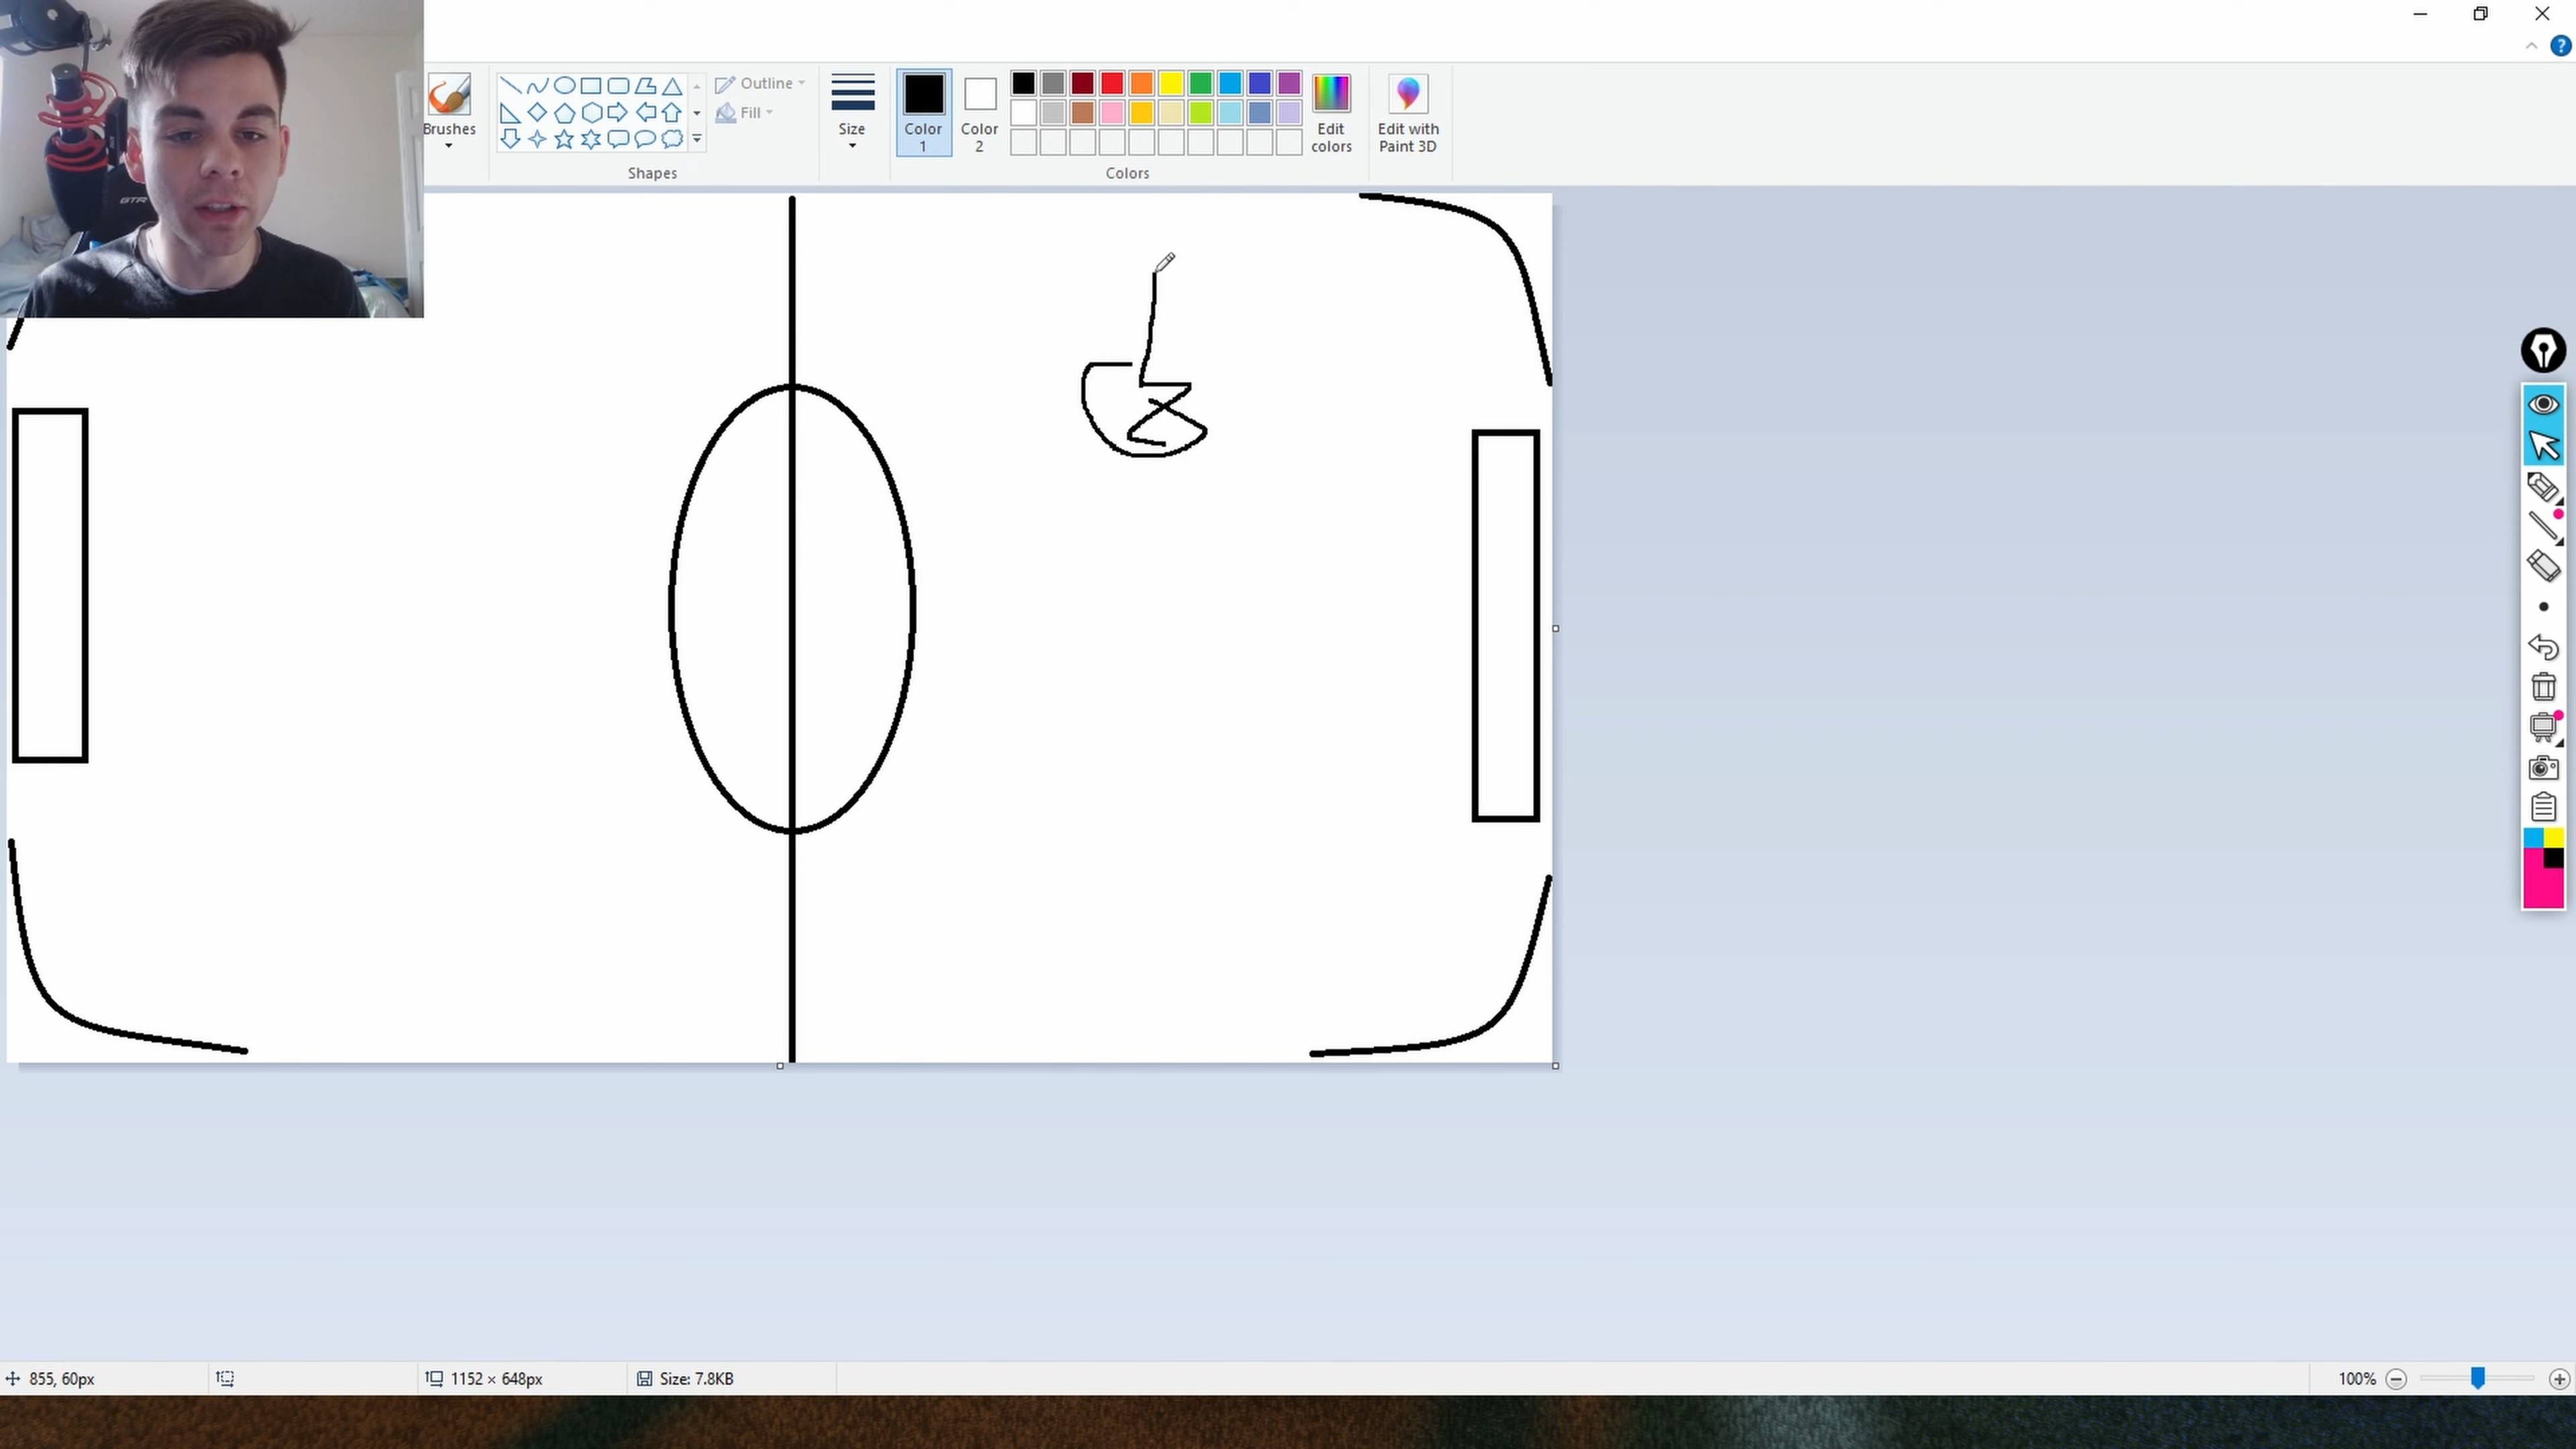 GTR
Outline
Fill
Brushes
Size
Color 1
Color 2
Edit colors
Edit with Paint 3D
Shapes
Colors
855, 60px
1152 × 648px
Size: 7.8KB
100%